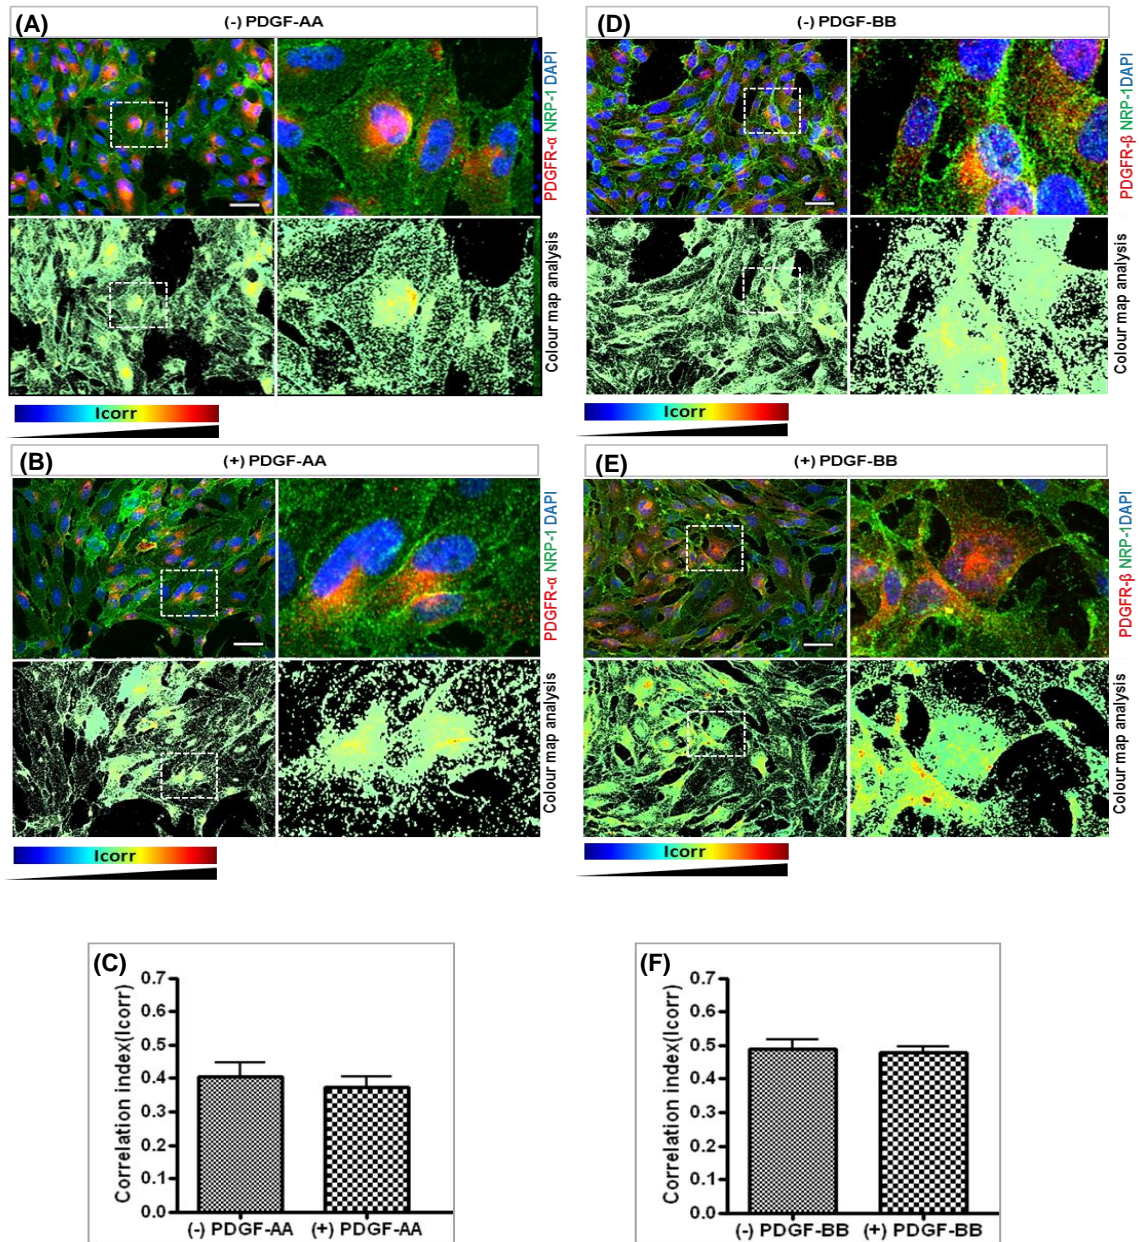 (A)
(-) PDGF-AA
PDGFR-α NRP-1 DAPI
Colour map analysis
Icorr
(B)
(+) PDGF-AA
PDGFR-α NRP-1 DAPI
Colour map analysis
Icorr
(C)
Correlation index(Icorr)
0.7
0.6
0.5
0.4
0.3
0.2
0.1
0.0
(-) PDGF-AA
(+) PDGF-AA
(D)
(-) PDGF-BB
PDGFR-β NRP-1DAPI
Colour map analysis
Icorr
(E)
(+) PDGF-BB
PDGFR-β NRP-1DAPI
Colour map analysis
Icorr
(F)
Correlation index(Icorr)
0.7
0.6
0.5
0.4
0.3
0.2
0.1
0.0
(-) PDGF-BB
(+) PDGF-BB